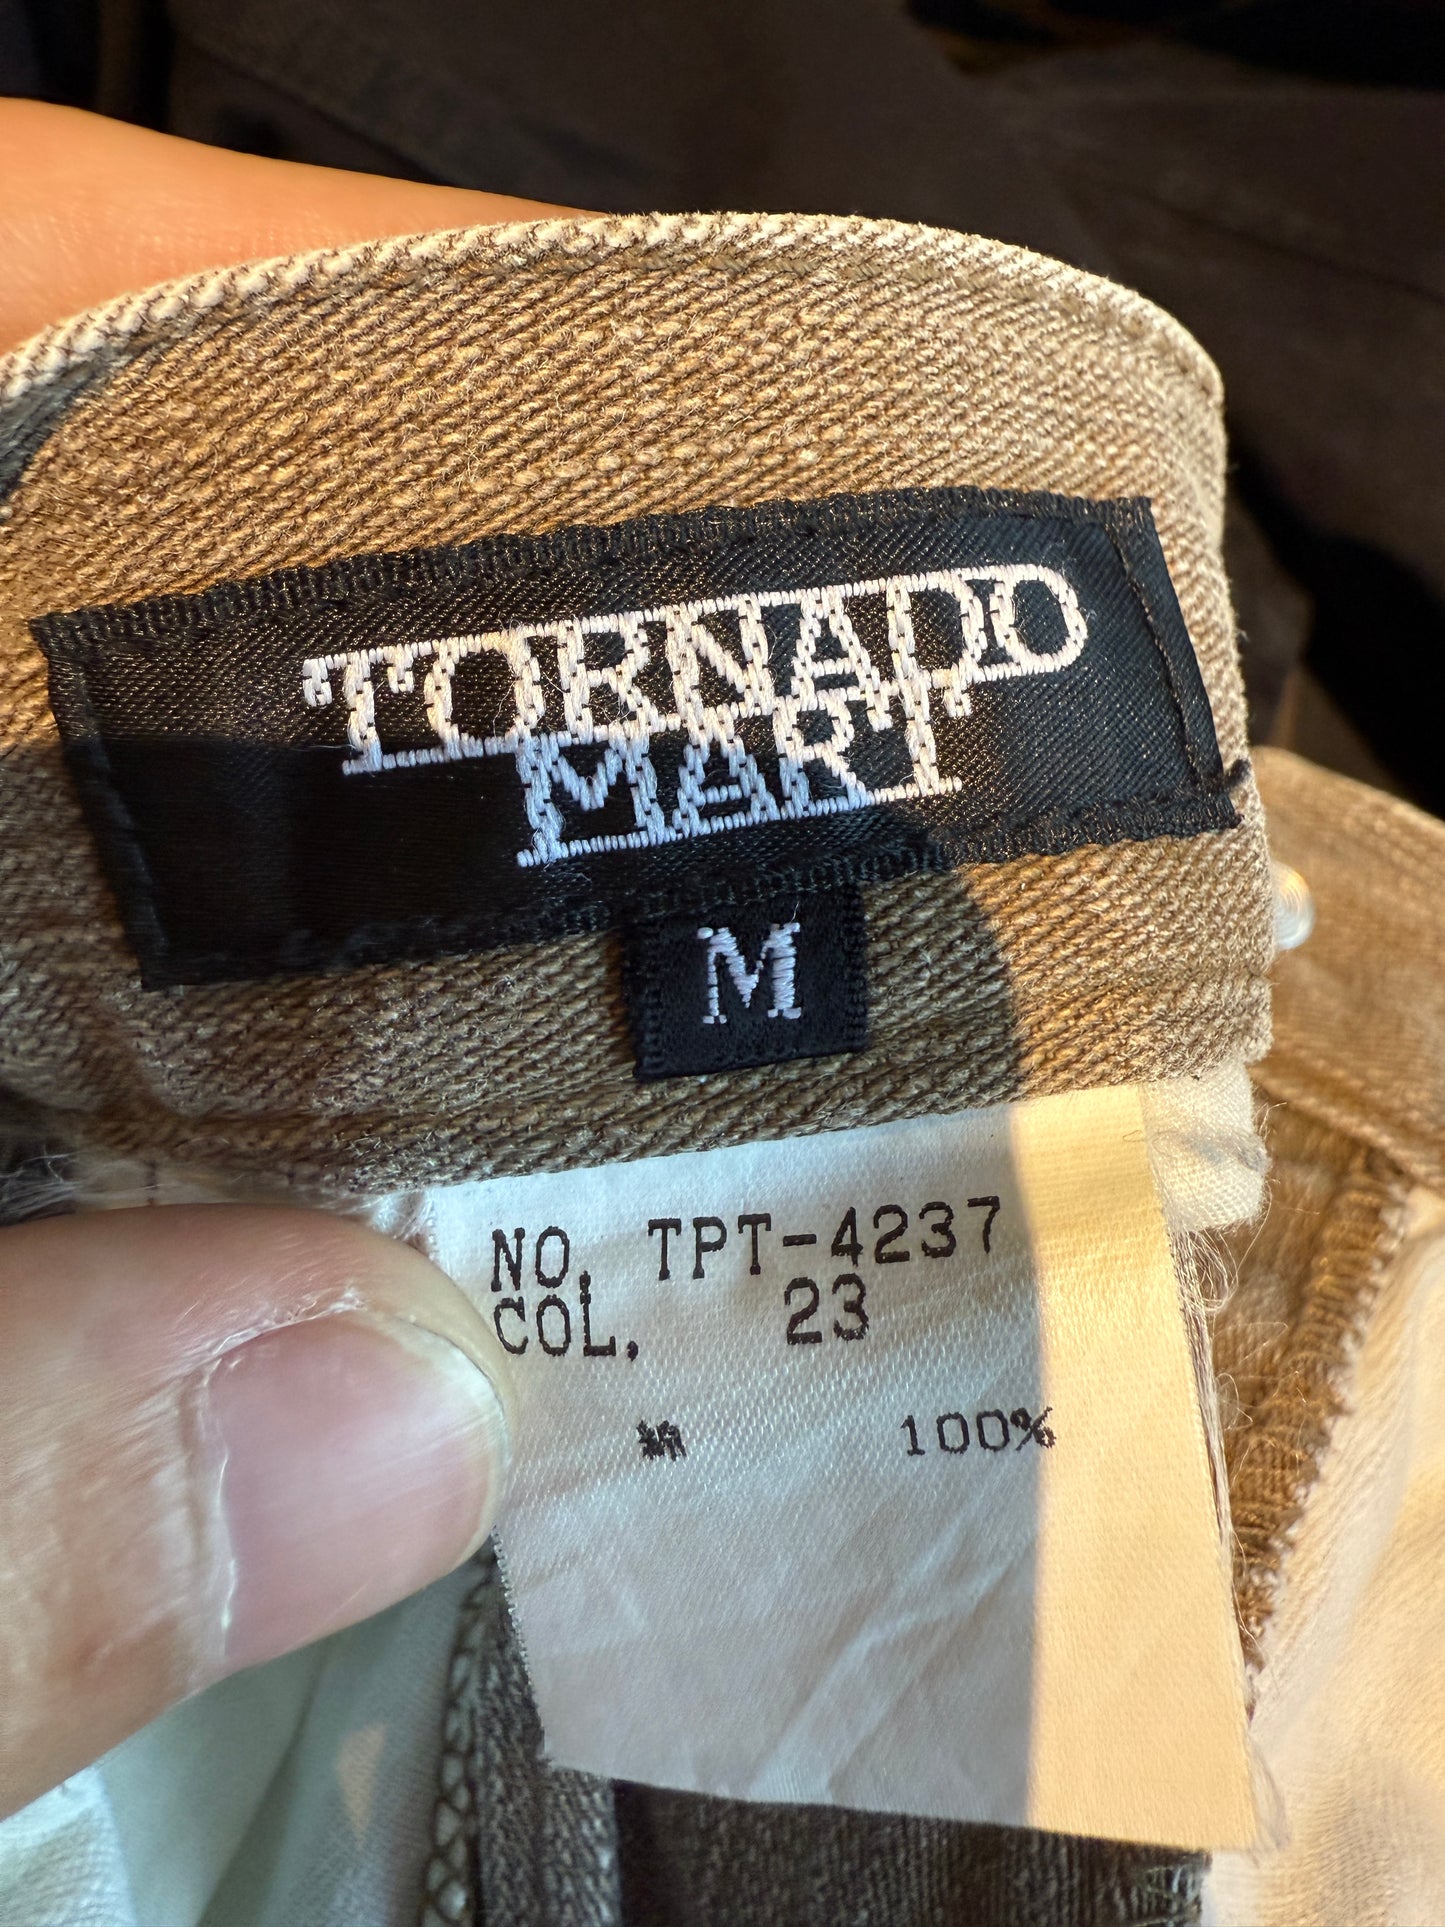 TORNADO
MART
M
NO. TPT-4237
COL. 23
綿 100%